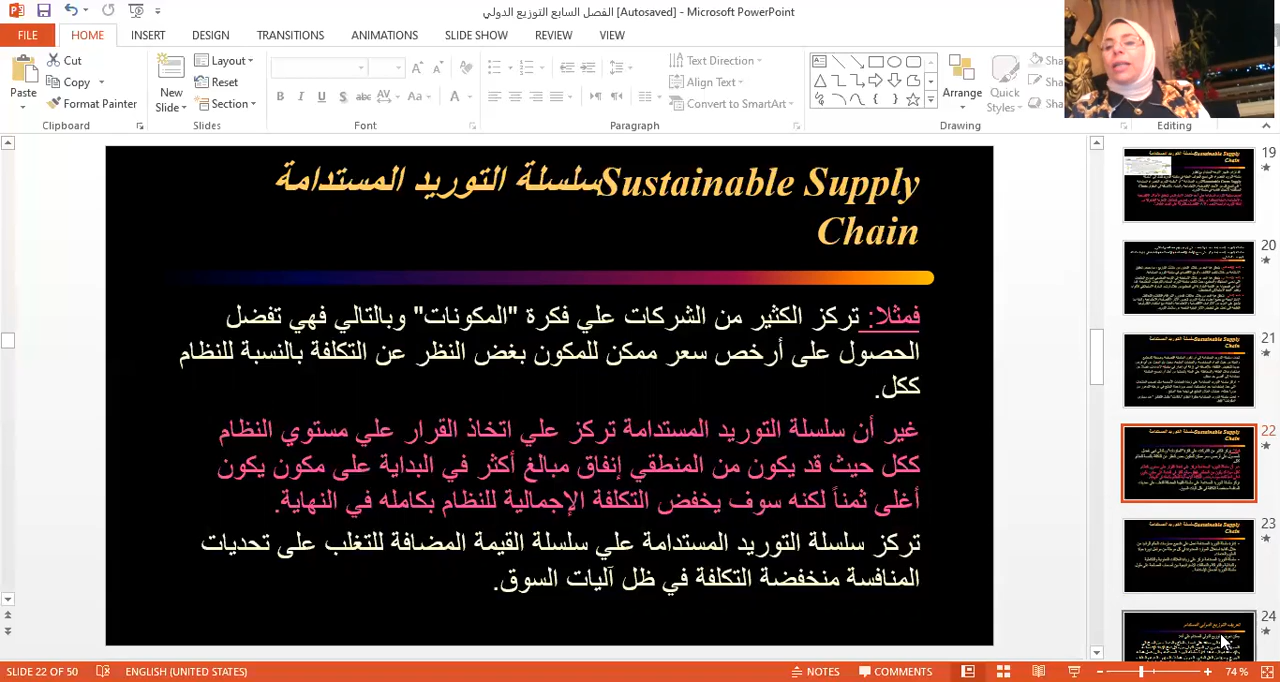 الفصل السابع التوزيع الدولي [Autosaved] - Microsoft PowerPoint
FILE HOME INSERT DESIGN TRANSITIONS ANIMATIONS SLIDE SHOW REVIEW VIEW
Paste
Cut
Copy
Format Painter
Clipboard
New Slide
Layout
Reset
Section
Slides
B I U S abc AV Aa A
Font
Text Direction
Align Text
Convert to SmartArt
Paragraph
Arrange
Quick Styles
Drawing
Editing
سلسلة التوريد المستدامة Sustainable Supply
Chain
فمثلا: تركز الكثير من الشركات علي فكرة "المكونات" وبالتالي فهي تفضل
الحصول على أرخص سعر ممكن للمكون بغض النظر عن التكلفة بالنسبة للنظام
ككل.
غير أن سلسلة التوريد المستدامة تركز علي اتخاذ القرار علي مستوي النظام
ككل حيث قد يكون من المنطقي إنفاق مبالغ أكثر في البداية على مكون يكون
أغلى ثمناً لكنه سوف يخفض التكلفة الإجمالية للنظام بكامله في النهاية.
تركز سلسلة التوريد المستدامة علي سلسلة القيمة المضافة للتغلب على تحديات
المنافسة منخفضة التكلفة في ظل آليات السوق.
19
20
21
22
23
24
SLIDE 22 OF 50
ENGLISH (UNITED STATES)
NOTES
COMMENTS
74 %